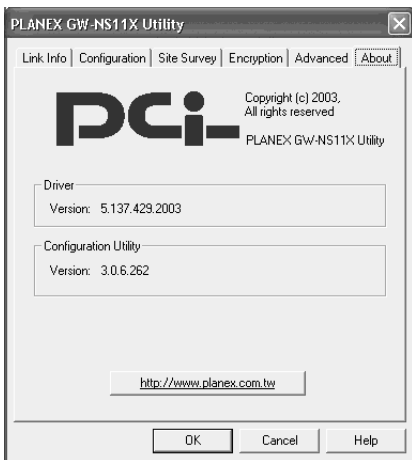 PLANEX GW-NS11X Utility
Link Info Configuration Site Survey Encryption Advanced About
PCi
Copyright (c) 2003,
All rights reserved
PLANEX GW-NS11X Utility
Driver
Version: 5.137.429.2003
Configuration Utility
Version: 3.0.6.262
http://www.planex.com.tw
OK Cancel Help